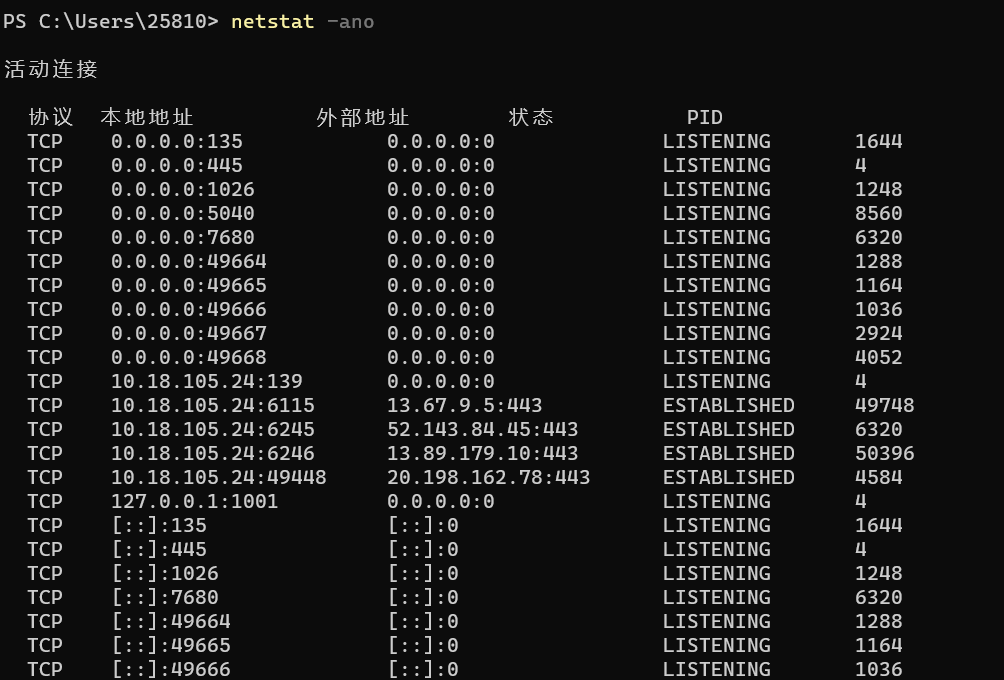 PS C:\Users\25810> netstat -ano
活动连接
协议 本地地址 外部地址 状态 PID
TCP 0.0.0.0:135 0.0.0.0:0 LISTENING 1644
TCP 0.0.0.0:445 0.0.0.0:0 LISTENING 4
TCP 0.0.0.0:1026 0.0.0.0:0 LISTENING 1248
TCP 0.0.0.0:5040 0.0.0.0:0 LISTENING 8560
TCP 0.0.0.0:7680 0.0.0.0:0 LISTENING 6320
TCP 0.0.0.0:49664 0.0.0.0:0 LISTENING 1288
TCP 0.0.0.0:49665 0.0.0.0:0 LISTENING 1164
TCP 0.0.0.0:49666 0.0.0.0:0 LISTENING 1036
TCP 0.0.0.0:49667 0.0.0.0:0 LISTENING 2924
TCP 0.0.0.0:49668 0.0.0.0:0 LISTENING 4052
TCP 10.18.105.24:139 0.0.0.0:0 LISTENING 4
TCP 10.18.105.24:6115 13.67.9.5:443 ESTABLISHED 49748
TCP 10.18.105.24:6245 52.143.84.45:443 ESTABLISHED 6320
TCP 10.18.105.24:6246 13.89.179.10:443 ESTABLISHED 50396
TCP 10.18.105.24:49448 20.198.162.78:443 ESTABLISHED 4584
TCP 127.0.0.1:1001 0.0.0.0:0 LISTENING 4
TCP [::]:135 [::]:0 LISTENING 1644
TCP [::]:445 [::]:0 LISTENING 4
TCP [::]:1026 [::]:0 LISTENING 1248
TCP [::]:7680 [::]:0 LISTENING 6320
TCP [::]:49664 [::]:0 LISTENING 1288
TCP [::]:49665 [::]:0 LISTENING 1164
TCP [::]:49666 [::]:0 LISTENING 1036